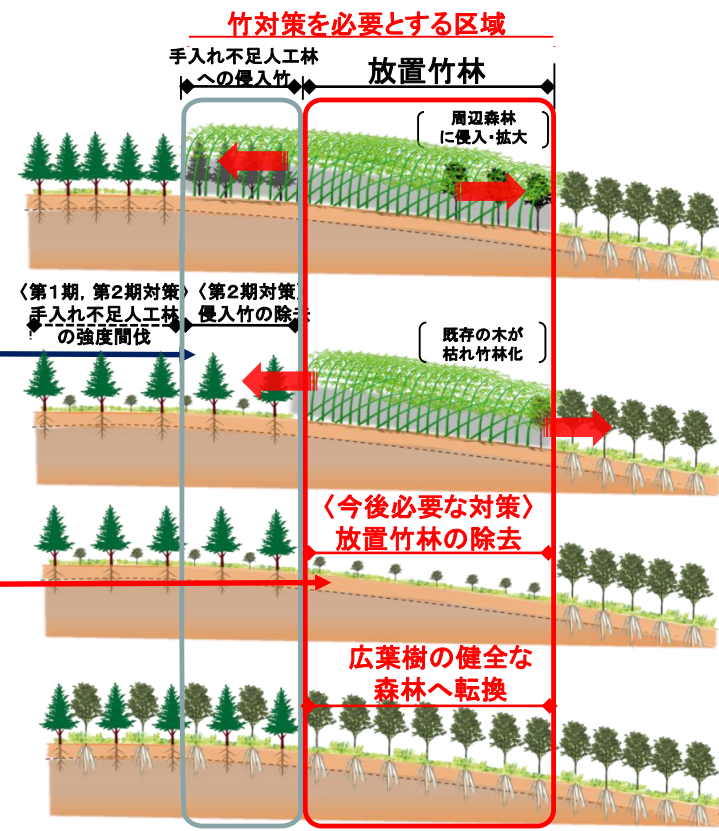 竹対策を必要とする区域
手入れ不足人工林
への侵入竹
放置竹林
周辺森林
に侵入・拡大
〈第1期，第2期対策〉
手入れ不足人工林
の強度間伐
〈第2期対策〉
侵入竹の除去
既存の木が
枯れ竹林化
〈今後必要な対策〉
放置竹林の除去
広葉樹の健全な
森林へ転換